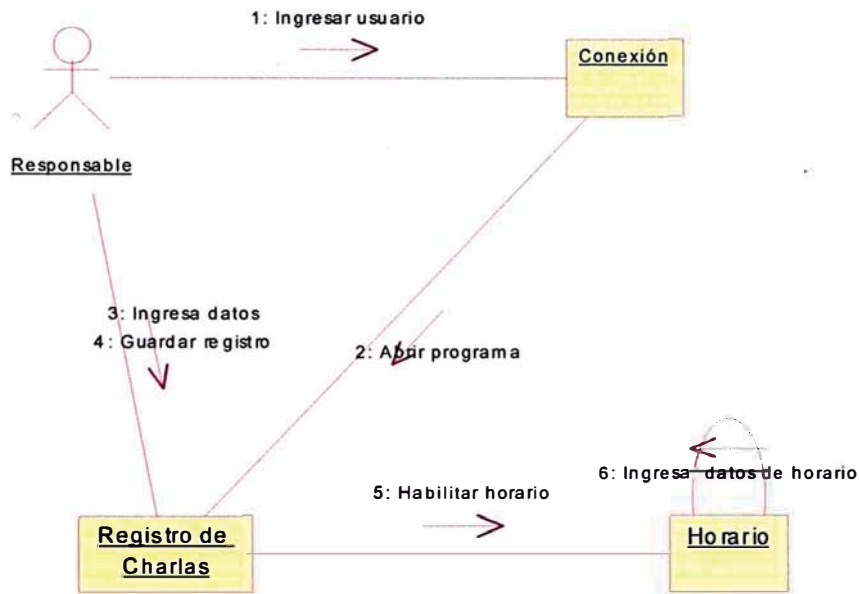 1: Ingresar usuario
Conexión
Responsable
3: Ingresa datos
4: Guardar registro
2: Abrir programa
6: Ingresa datos de horario
5: Habilitar horario
Registro de
Charlas
Horario